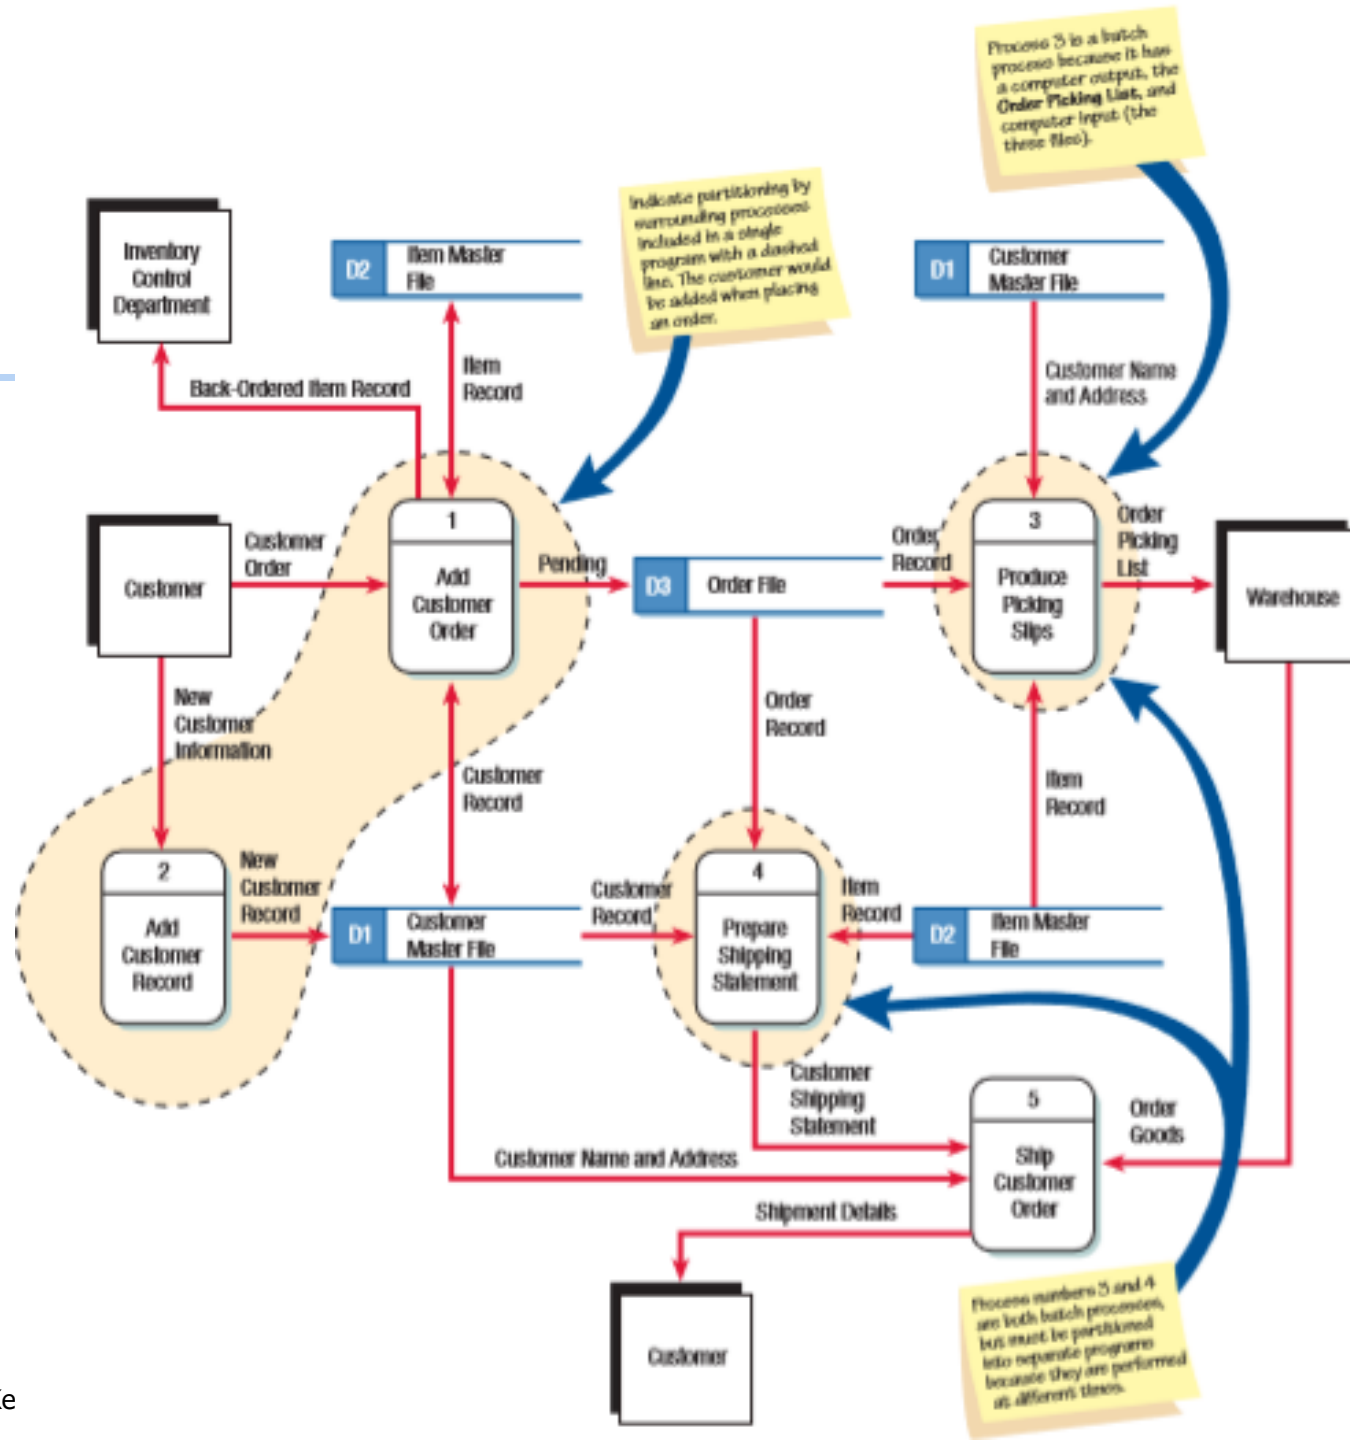 Process 3 is a batch
process because it has
a computer output, the
Order Picking List, and
computer input (the
three files).
Indicate partitioning by
surrounding processes
included in a single
program with a dashed
line. The customer would
be added when placing
an order.
Inventory
Control
Department
D2
Item Master
File
D1
Customer
Master File
Back-Ordered Item Record
Item
Record
Customer Name
and Address
Customer
Customer
Order
1
Add
Customer
Order
Pending
D3
Order File
Order
Record
3
Produce
Picking
Slips
Order
Picking
List
Warehouse
New
Customer
Information
Customer
Record
Order
Record
Item
Record
2
Add
Customer
Record
New
Customer
Record
D1
Customer
Master File
Customer
Record
4
Prepare
Shipping
Statement
Item
Record
D2
Item Master
File
Customer
Shipping
Statement
Customer Name and Address
5
Ship
Customer
Order
Order
Goods
Shipment Details
Customer
Process numbers 3 and 4
are both batch processes,
but must be partitioned
into separate programs
because they are performed
at different times.